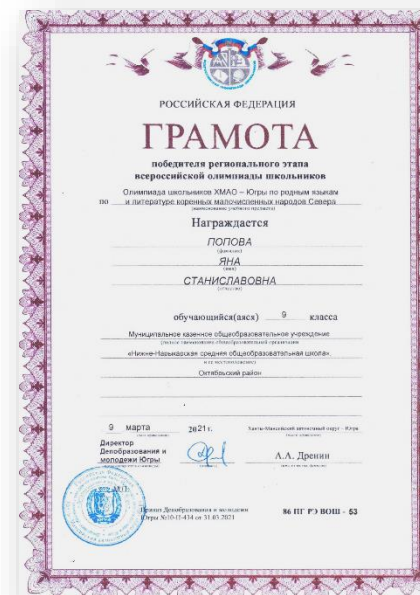 РОССИЙСКАЯ ФЕДЕРАЦИЯ
ГРАМОТА
победителя регионального этапа
всероссийской олимпиады школьников
Олимпиада школьников ХМАО – Югры по родным языкам
по и литературе коренных малочисленных народов Севера
Награждается
ПОПОВА
(фамилия)
ЯНА
(имя)
СТАНИСЛАВОВНА
(отчество)
обучающийся(аяся) 9 класса
Муниципальное казенное общеобразовательное учреждение
«Нижне-Нарыкарская средняя общеобразовательная школа»,
Октябрьский район
9 марта 2021 г. Ханты-Мансийский автономный округ - Югра
Директор
Депобразования и
молодежи Югры
А.А. Дренин
Приказ Депобразования и молодежи
Югры №10-П-434 от 31.03.2021
86 ПГ РЭ ВОШ - 53